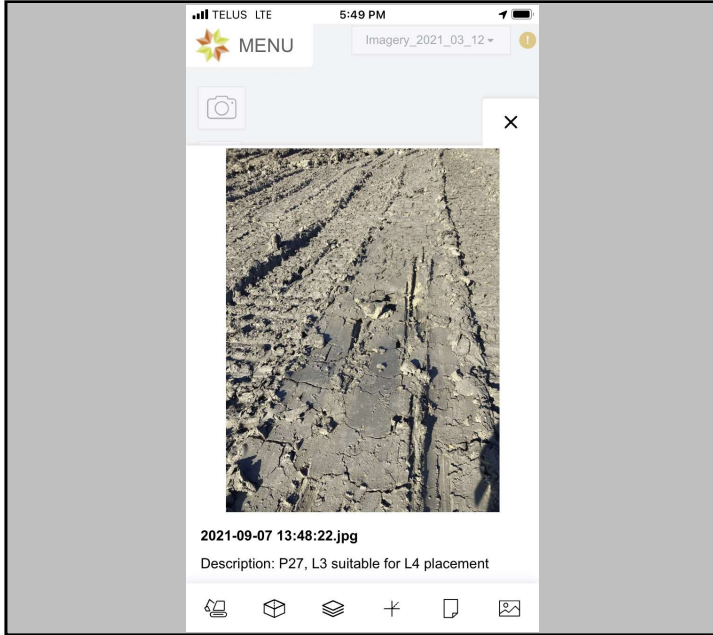 TELUS LTE 5:49 PM
MENU
Imagery_2021_03_12
2021-09-07 13:48:22.jpg
Description: P27, L3 suitable for L4 placement